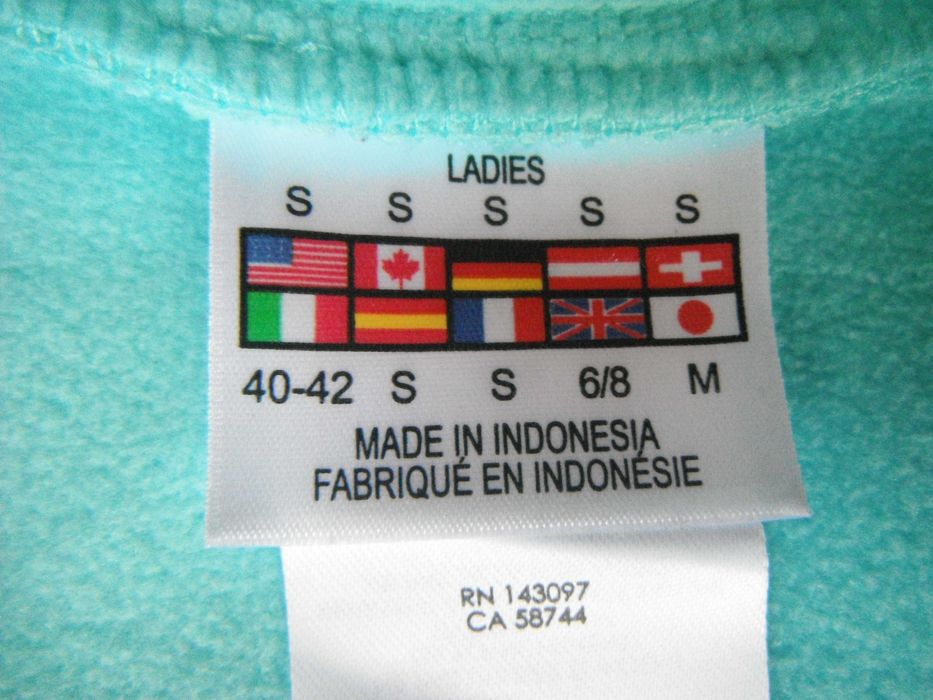 LADIES
S S S S S
40-42 S S 6/8 M
MADE IN INDONESIA
FABRIQUÉ EN INDONÉSIE
RN 143097
CA 58744